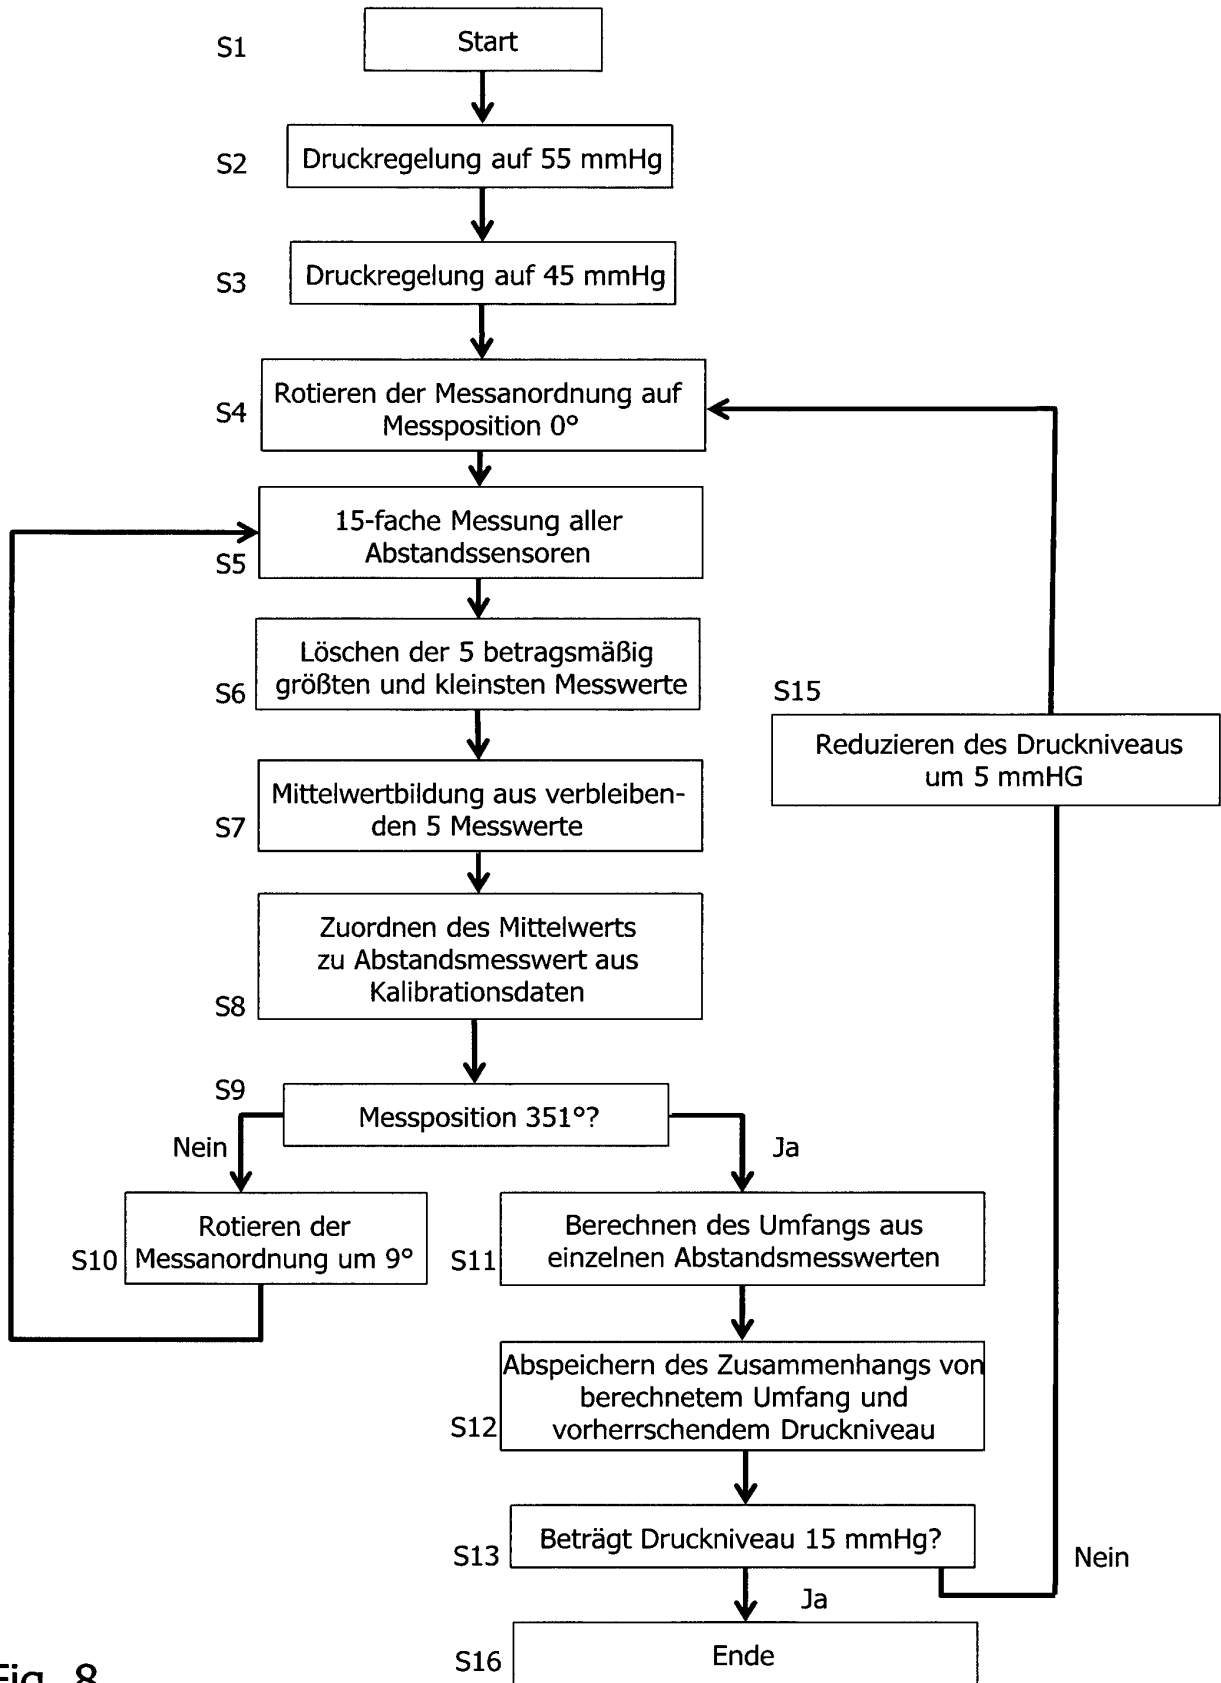 S1
Start
S2
Druckregelung auf 55 mmHg
S3
Druckregelung auf 45 mmHg
S4
Rotieren der Messanordnung auf
Messposition 0°
S5
15-fache Messung aller
Abstandssensoren
S6
Löschen der 5 betragsmäßig
größten und kleinsten Messwerte
S15
Reduzieren des Druckniveaus
um 5 mmHG
S7
Mittelwertbildung aus verbleiben-
den 5 Messwerte
S8
Zuordnen des Mittelwerts
zu Abstandsmesswert aus
Kalibrationsdaten
S9
Messposition 351°?
Nein
Ja
S10
Rotieren der
Messanordnung um 9°
S11
Berechnen des Umfangs aus
einzelnen Abstandsmesswerten
S12
Abspeichern des Zusammenhangs von
berechnetem Umfang und
vorherrschendem Druckniveau
S13
Beträgt Druckniveau 15 mmHg?
Nein
Ja
S16
Ende
Fig. 8